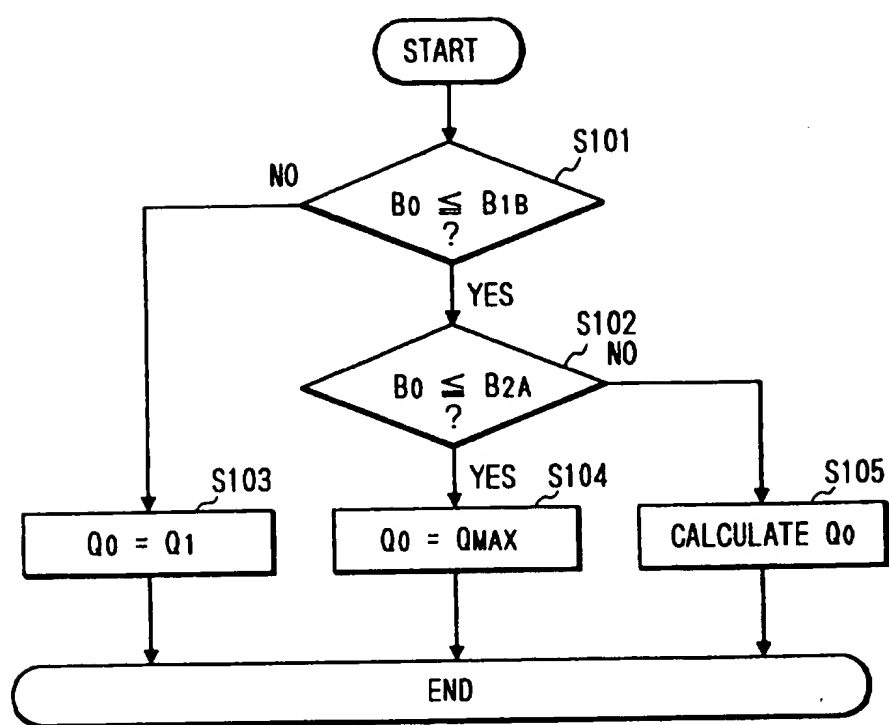 START
S101
NO
B0 ≦ B1B
?
YES
S102
NO
B0 ≦ B2A
?
YES
S103
S104
S105
Q0 = Q1
Q0 = QMAX
CALCULATE Q0
END